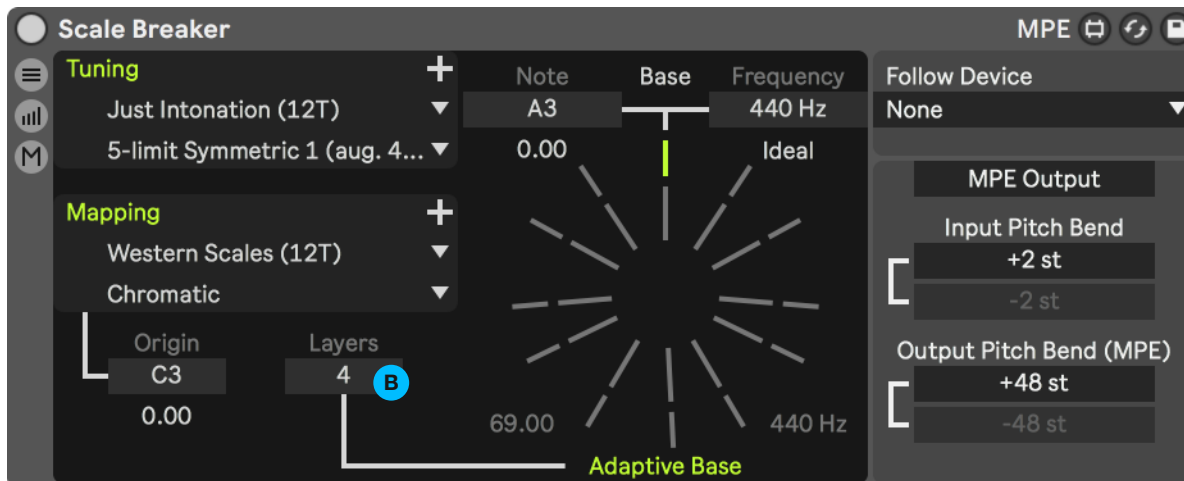 Scale Breaker
MPE
Tuning
Just Intonation (12T)
5-limit Symmetric 1 (aug. 4...
Mapping
Western Scales (12T)
Chromatic
Origin
C3
0.00
Layers
4
B
Note
Base
Frequency
A3
440 Hz
0.00
Ideal
69.00
440 Hz
Adaptive Base
Follow Device
None
MPE Output
Input Pitch Bend
+2 st
-2 st
Output Pitch Bend (MPE)
+48 st
-48 st
M